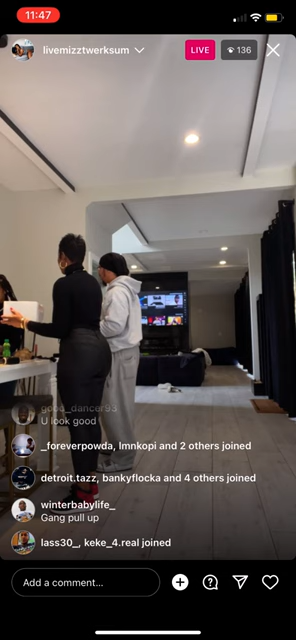 11:47
livemizztwerksum
LIVE
136
good_dancer93
U look good
_foreverpowda, lmnkopi and 2 others joined
detroit.tazz, bankyflocka and 4 others joined
winterbabylife_
Gang pull up
lass30_, keke_4.real joined
Add a comment...